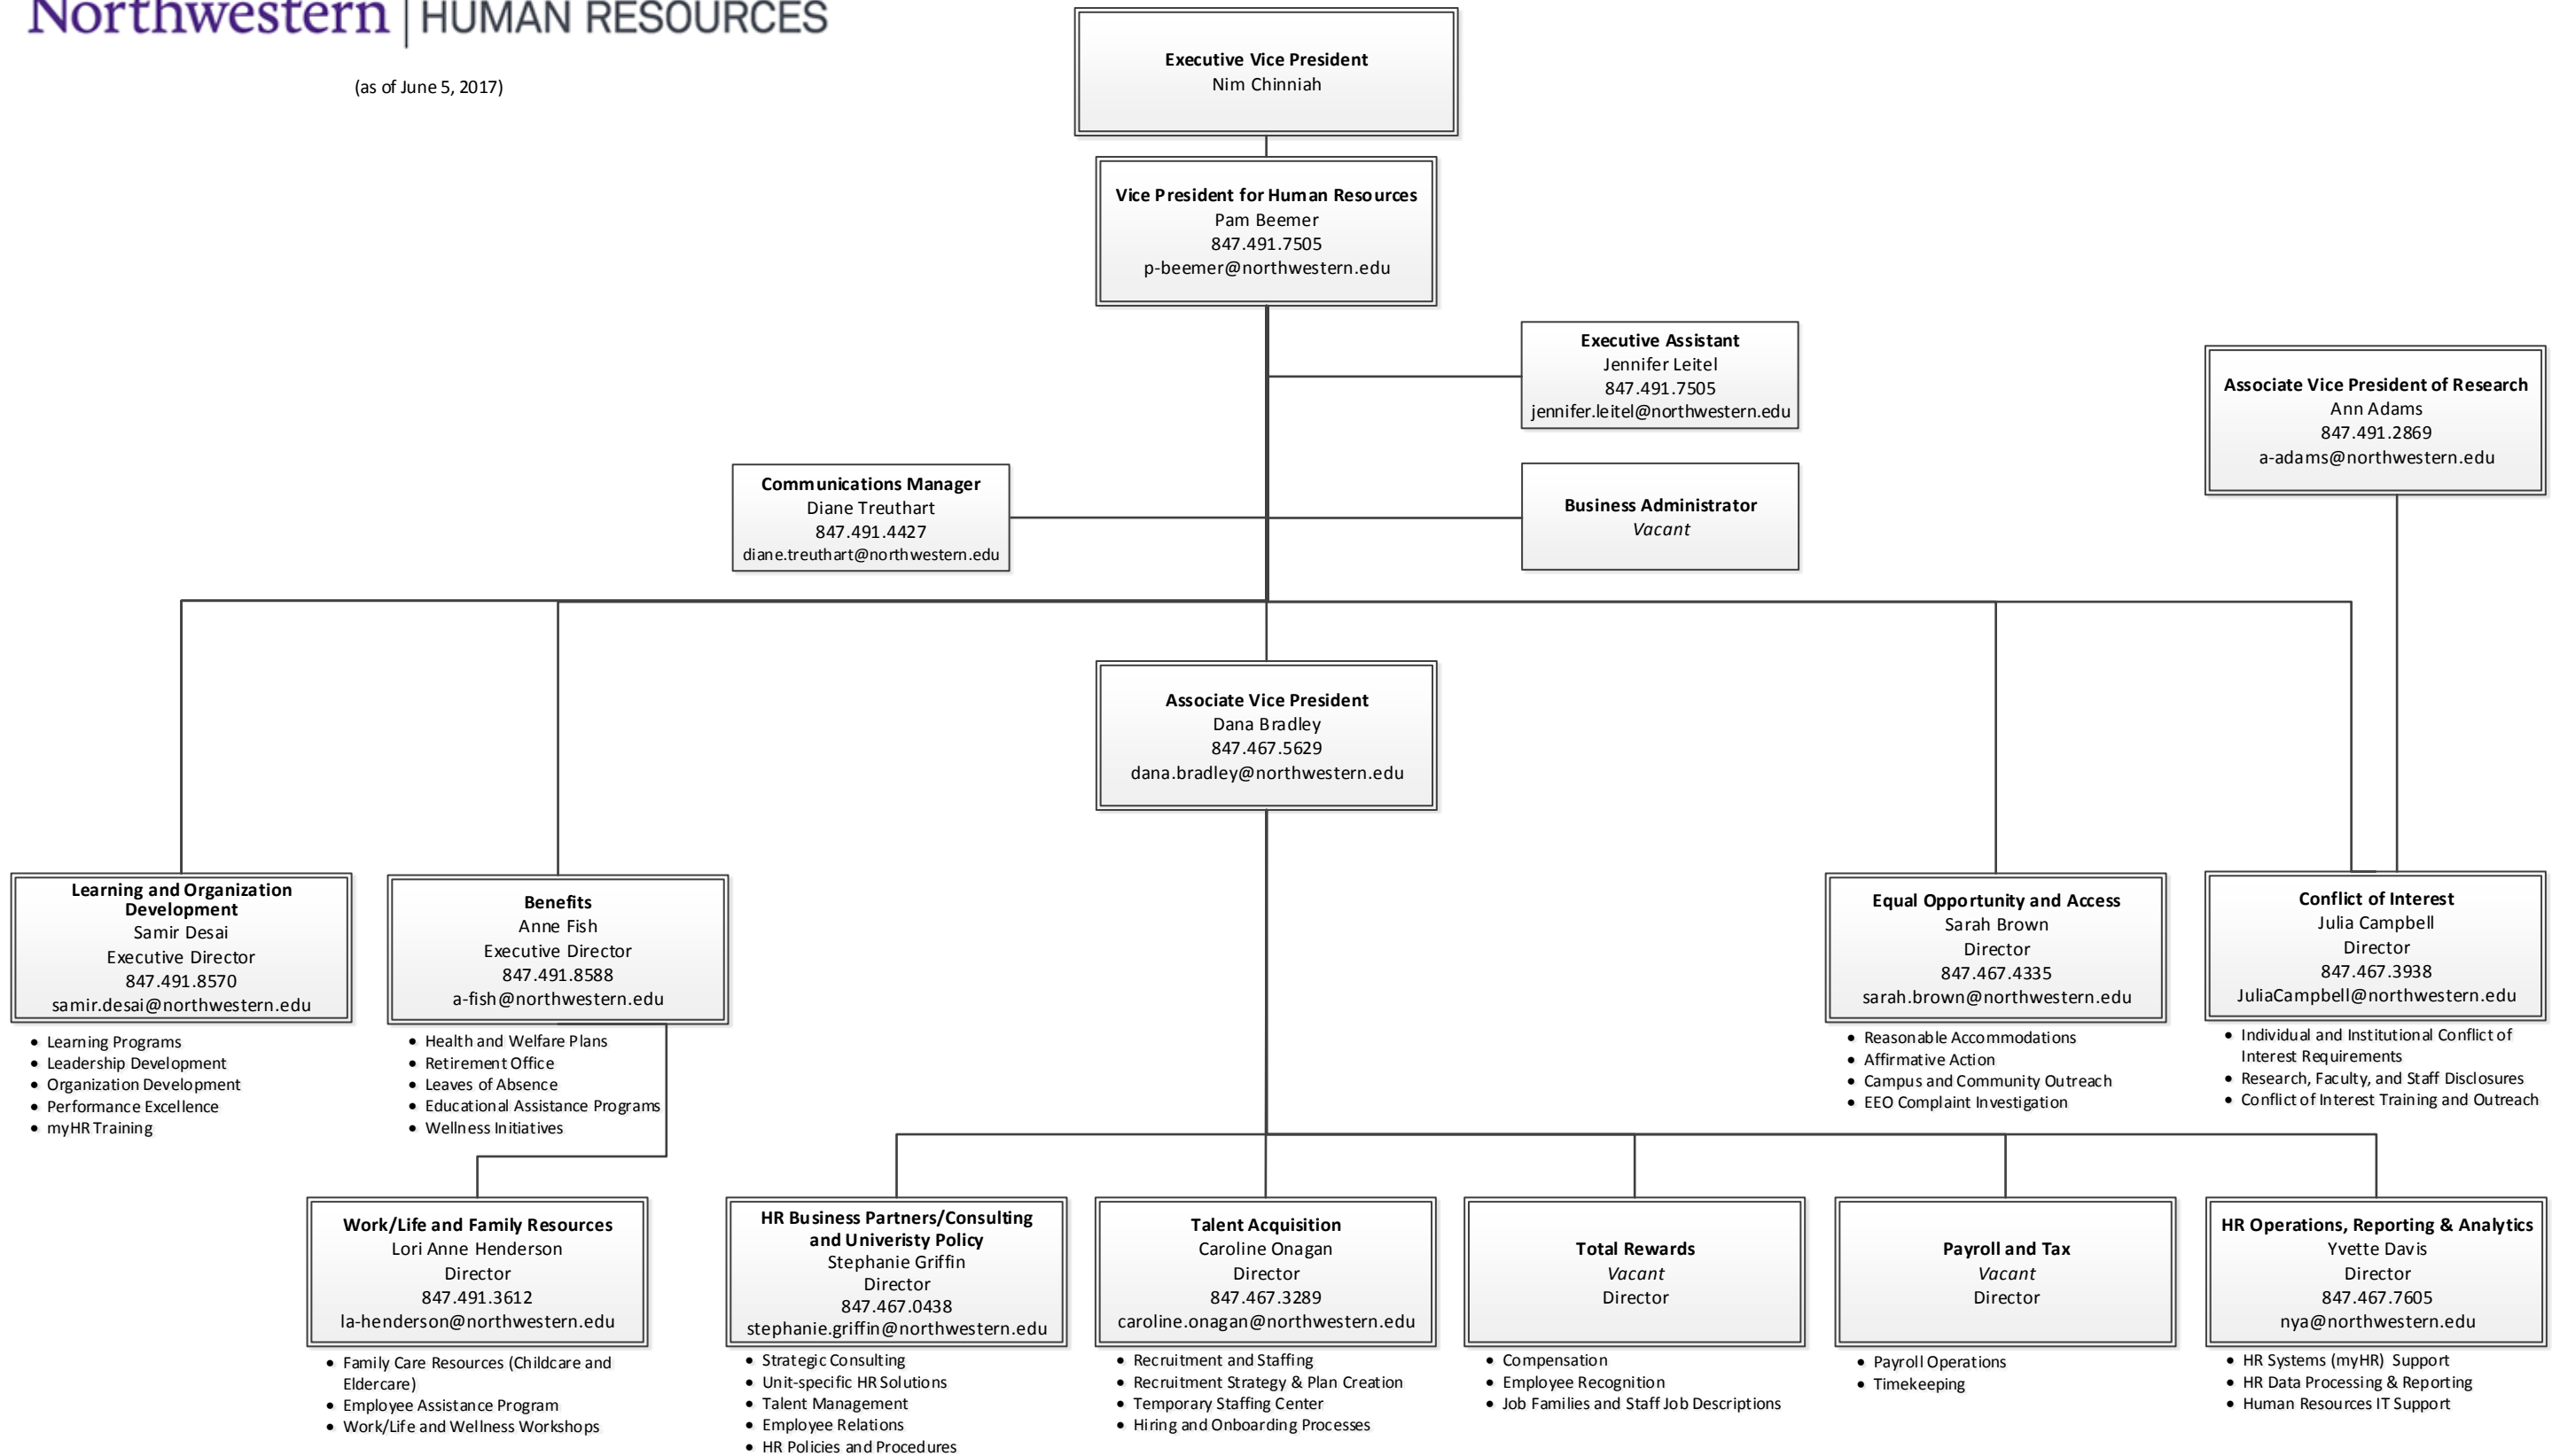 Northwestern | HUMAN RESOURCES
(as of June 5, 2017)
Executive Vice President
Nim Chinniah
Vice President for Human Resources
Pam Beemer
847.491.7505
p-beemer@northwestern.edu
Executive Assistant
Jennifer Leitel
847.491.7505
jennifer.leitel@northwestern.edu
Associate Vice President of Research
Ann Adams
847.491.2869
a-adams@northwestern.edu
Communications Manager
Diane Treuthart
847.491.4427
diane.treuthart@northwestern.edu
Business Administrator
Vacant
Associate Vice President
Dana Bradley
847.467.5629
dana.bradley@northwestern.edu
Learning and Organization
Development
Samir Desai
Executive Director
847.491.8570
samir.desai@northwestern.edu
• Learning Programs
• Leadership Development
• Organization Development
• Performance Excellence
• myHR Training
Benefits
Anne Fish
Executive Director
847.491.8588
a-fish@northwestern.edu
• Health and Welfare Plans
• Retirement Office
• Leaves of Absence
• Educational Assistance Programs
• Wellness Initiatives
Equal Opportunity and Access
Sarah Brown
Director
847.467.4335
sarah.brown@northwestern.edu
• Reasonable Accommodations
• Affirmative Action
• Campus and Community Outreach
• EEO Complaint Investigation
Conflict of Interest
Julia Campbell
Director
847.467.3938
JuliaCampbell@northwestern.edu
• Individual and Institutional Conflict of
Interest Requirements
• Research, Faculty, and Staff Disclosures
• Conflict of Interest Training and Outreach
Work/Life and Family Resources
Lori Anne Henderson
Director
847.491.3612
la-henderson@northwestern.edu
• Family Care Resources (Childcare and
Eldercare)
• Employee Assistance Program
• Work/Life and Wellness Workshops
HR Business Partners/Consulting
and Univeristy Policy
Stephanie Griffin
Director
847.467.0438
stephanie.griffin@northwestern.edu
• Strategic Consulting
• Unit-specific HR Solutions
• Talent Management
• Employee Relations
• HR Policies and Procedures
Talent Acquisition
Caroline Onagan
Director
847.467.3289
caroline.onagan@northwestern.edu
• Recruitment and Staffing
• Recruitment Strategy & Plan Creation
• Temporary Staffing Center
• Hiring and Onboarding Processes
Total Rewards
Vacant
Director
• Compensation
• Employee Recognition
• Job Families and Staff Job Descriptions
Payroll and Tax
Vacant
Director
• Payroll Operations
• Timekeeping
HR Operations, Reporting & Analytics
Yvette Davis
Director
847.467.7605
nya@northwestern.edu
• HR Systems (myHR) Support
• HR Data Processing & Reporting
• Human Resources IT Support